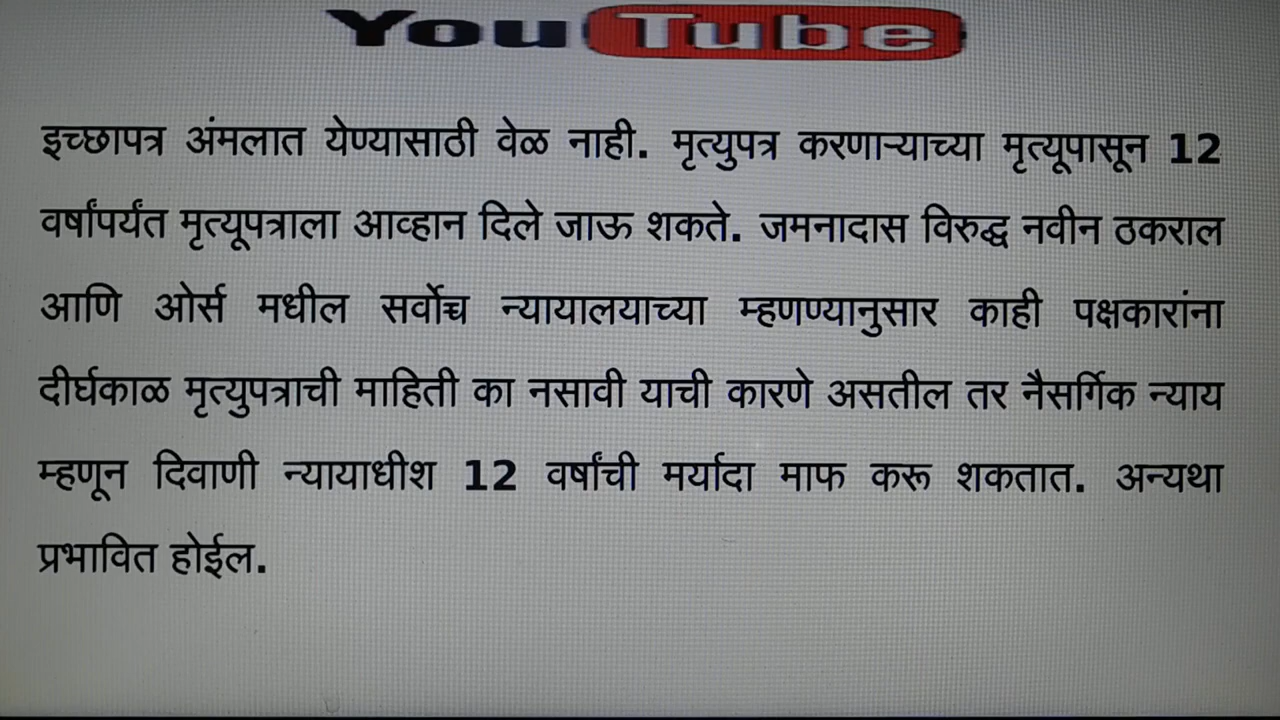 YouTube
इच्छापत्र अंमलात येण्यासाठी वेळ नाही. मृत्युपत्र करणाऱ्याच्या मृत्यूपासून 12
वर्षांपर्यंत मृत्यूपत्राला आव्हान दिले जाऊ शकते. जमनादास विरुद्ध नवीन ठकराल
आणि ओर्स मधील सर्वोच्च न्यायालयाच्या म्हणण्यानुसार काही पक्षकारांना
दीर्घकाळ मृत्युपत्राची माहिती का नसावी याची कारणे असतील तर नैसर्गिक न्याय
म्हणून दिवाणी न्यायाधीश 12 वर्षांची मर्यादा माफ करू शकतात. अन्यथा
प्रभावित होईल.